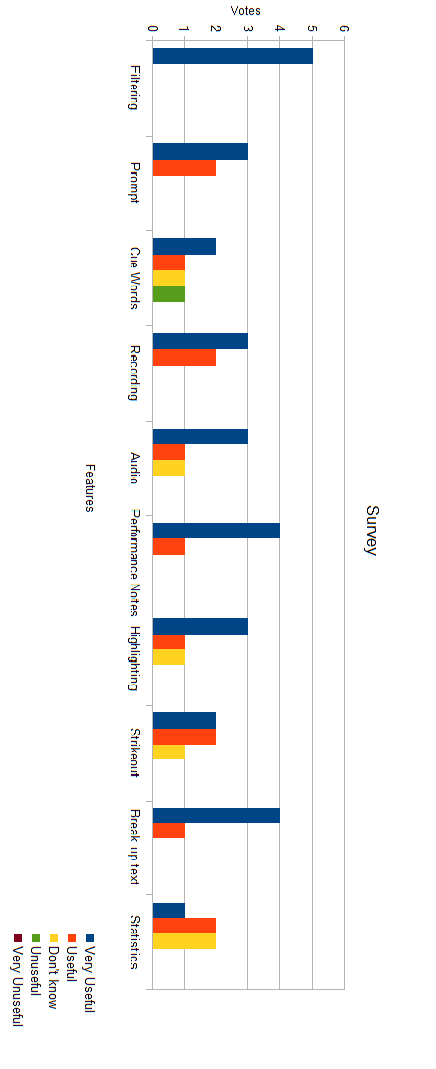 Survey
Votes
6
5
4
3
2
1
0
Filtering
Prompt
Cue Words
Recording
Audio
Performance Notes
Highlighting
Strikeout
Break up text
Statistics
Features
Very Useful
Useful
Don't know
Unuseful
Very Unuseful